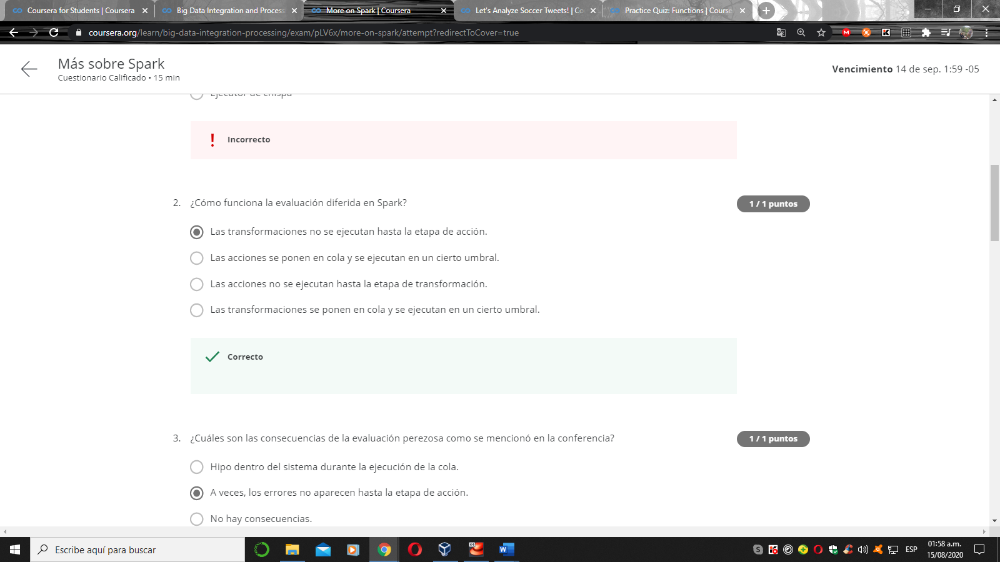 Coursera for Students | Coursera
Big Data Integration and Process
More on Spark | Coursera
Let's Analyze Soccer Tweets! | Co
Practice Quiz: Functions | Course
coursera.org/learn/big-data-integration-processing/exam/pLV6x/more-on-spark/attempt?redirectToCover=true
Más sobre Spark
Cuestionario Calificado • 15 min
Vencimiento 14 de sep. 1:59 -05
Ejecutor de chispa
Incorrecto
2. ¿Cómo funciona la evaluación diferida en Spark?
1 / 1 puntos
Las transformaciones no se ejecutan hasta la etapa de acción.
Las acciones se ponen en cola y se ejecutan en un cierto umbral.
Las acciones no se ejecutan hasta la etapa de transformación.
Las transformaciones se ponen en cola y se ejecutan en un cierto umbral.
Correcto
3. ¿Cuáles son las consecuencias de la evaluación perezosa como se mencionó en la conferencia?
1 / 1 puntos
Hipo dentro del sistema durante la ejecución de la cola.
A veces, los errores no aparecen hasta la etapa de acción.
No hay consecuencias.
Escribe aquí para buscar
ESP
01:58 a.m.
15/08/2020